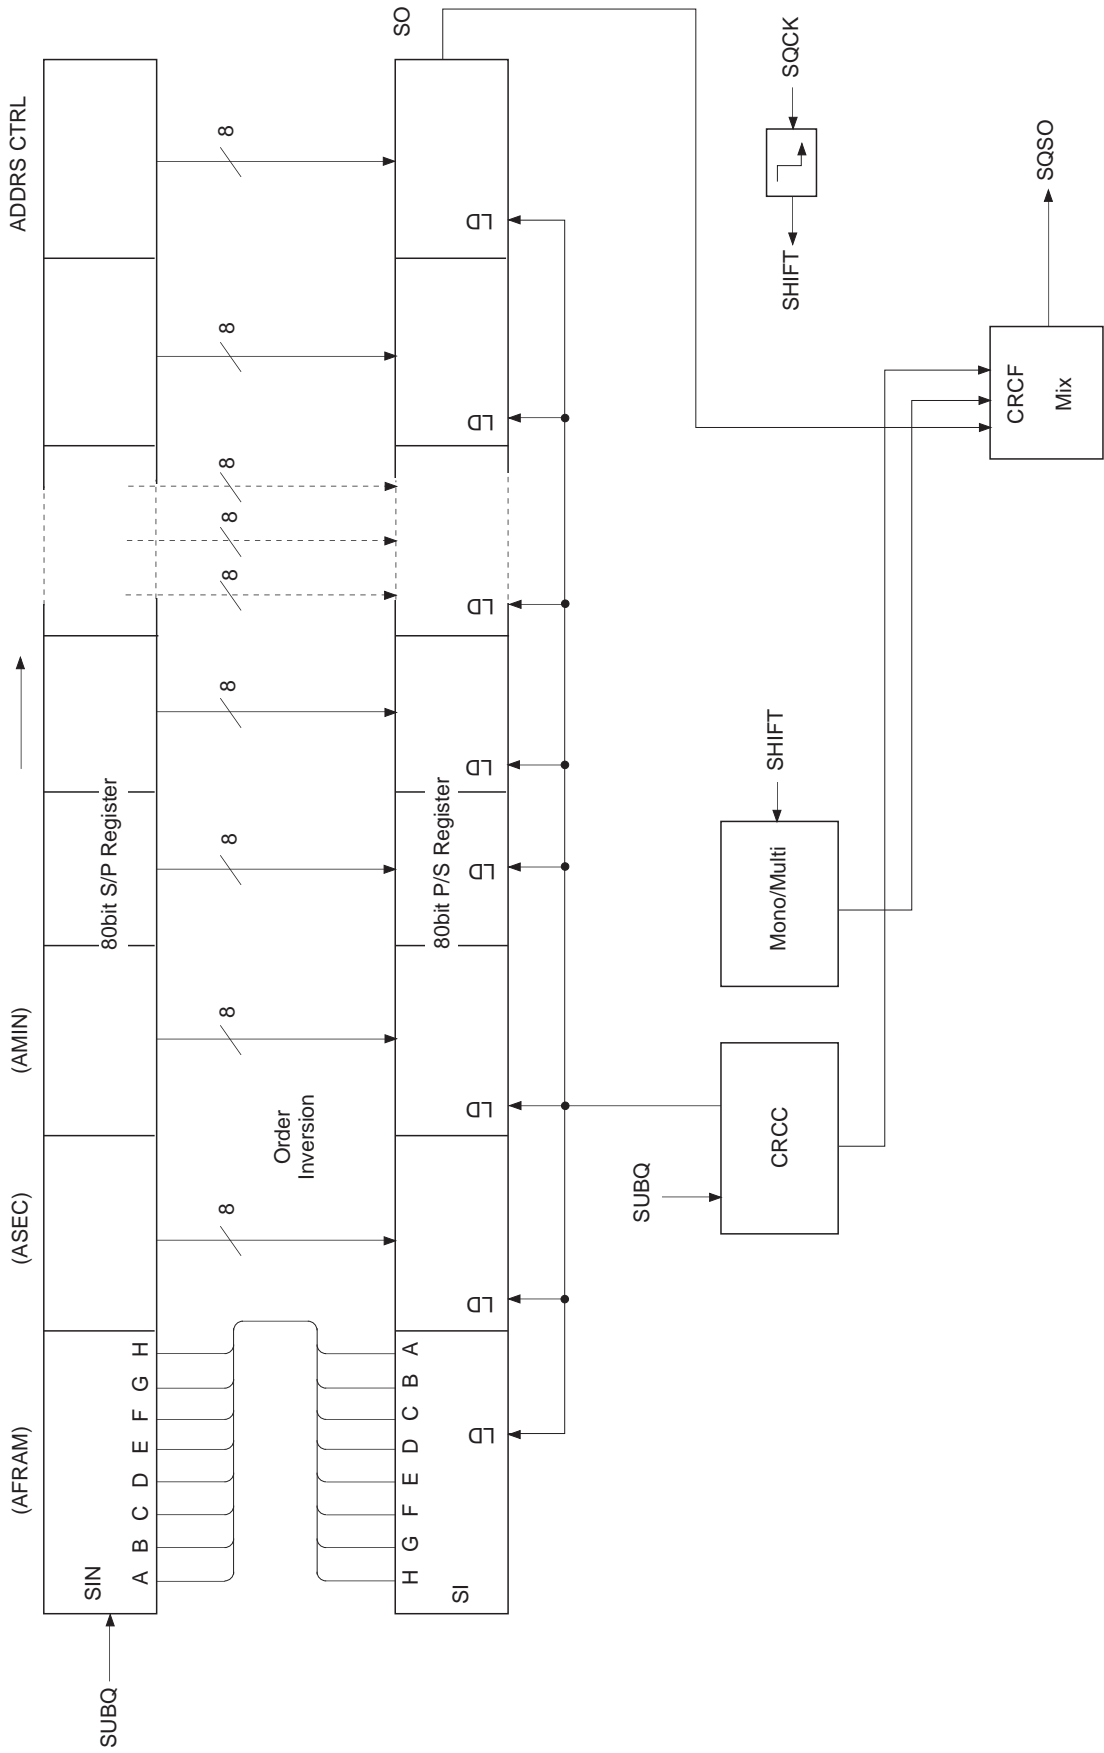 (AFRAM)
(ASEC)
(AMIN)
ADDRS CTRL
SUBQ
SIN
80bit S/P Register
A B C D E F G H
8
8
8
8
8
8
8
8
8
Order
Inversion
SO
H G F E D C B A
80bit P/S Register
SI
LD
LD
LD
LD
LD
LD
LD
LD
SUBQ
CRCC
Mono/Multi
SHIFT
SHIFT
SQCK
CRCF
Mix
SQSO